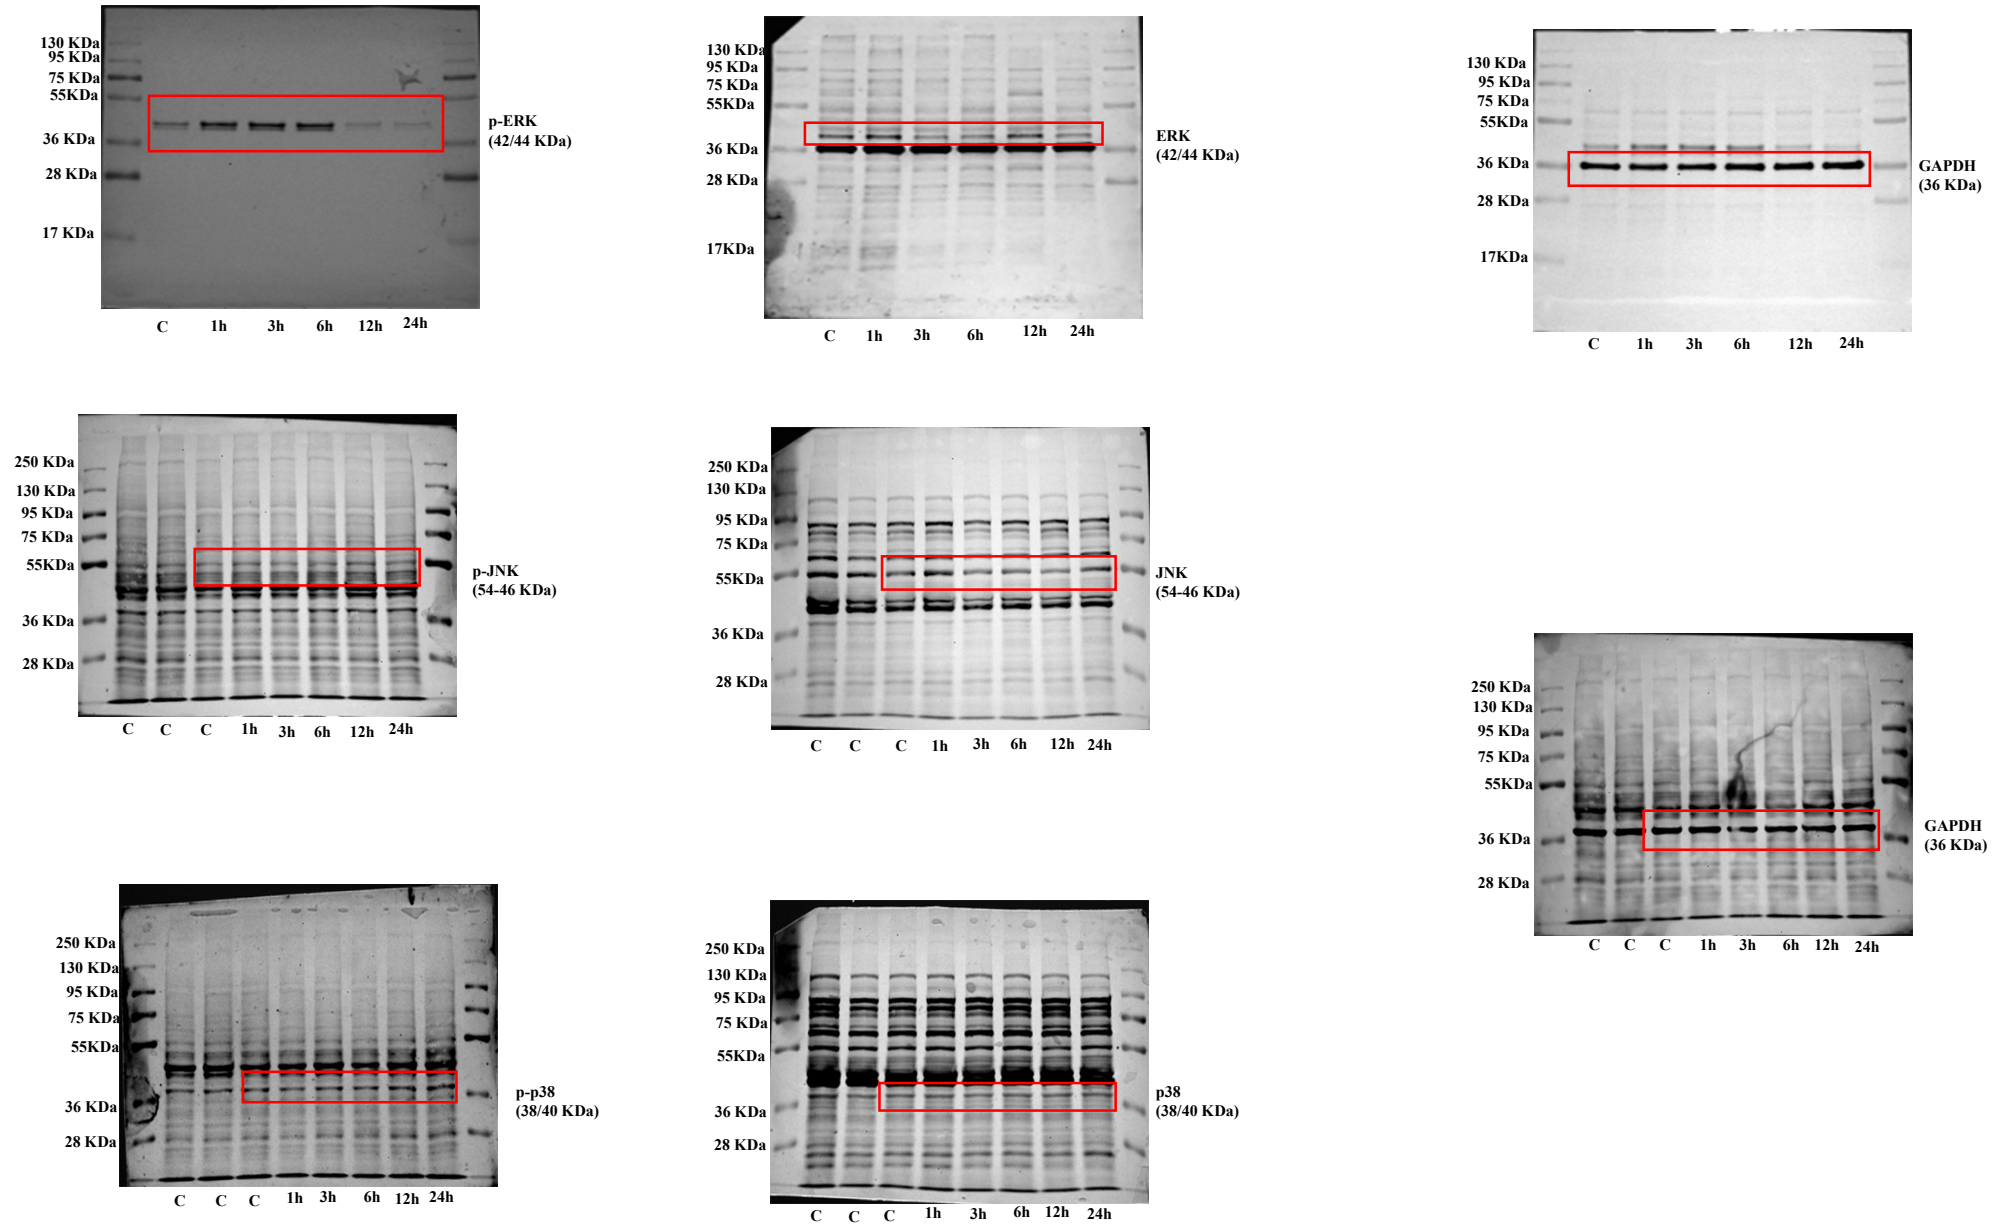 130 KDa
95 KDa
75 KDa
55KDa
36 KDa
28 KDa
17 KDa
p-ERK
(42/44 KDa)
C 1h 3h 6h 12h 24h
130 KDa
95 KDa
75 KDa
55KDa
36 KDa
28 KDa
17KDa
ERK
(42/44 KDa)
C 1h 3h 6h 12h 24h
130 KDa
95 KDa
75 KDa
55KDa
36 KDa
28 KDa
17KDa
GAPDH
(36 KDa)
C 1h 3h 6h 12h 24h
250 KDa
130 KDa
95 KDa
75 KDa
55KDa
36 KDa
28 KDa
p-JNK
(54-46 KDa)
C C C 1h 3h 6h 12h 24h
250 KDa
130 KDa
95 KDa
75 KDa
55KDa
36 KDa
28 KDa
JNK
(54-46 KDa)
C C C 1h 3h 6h 12h 24h
250 KDa
130 KDa
95 KDa
75 KDa
55KDa
36 KDa
28 KDa
GAPDH
(36 KDa)
C C C 1h 3h 6h 12h 24h
250 KDa
130 KDa
95 KDa
75 KDa
55KDa
36 KDa
28 KDa
p-p38
(38/40 KDa)
C C C 1h 3h 6h 12h 24h
250 KDa
130 KDa
95 KDa
75 KDa
55KDa
36 KDa
28 KDa
p38
(38/40 KDa)
C C C 1h 3h 6h 12h 24h